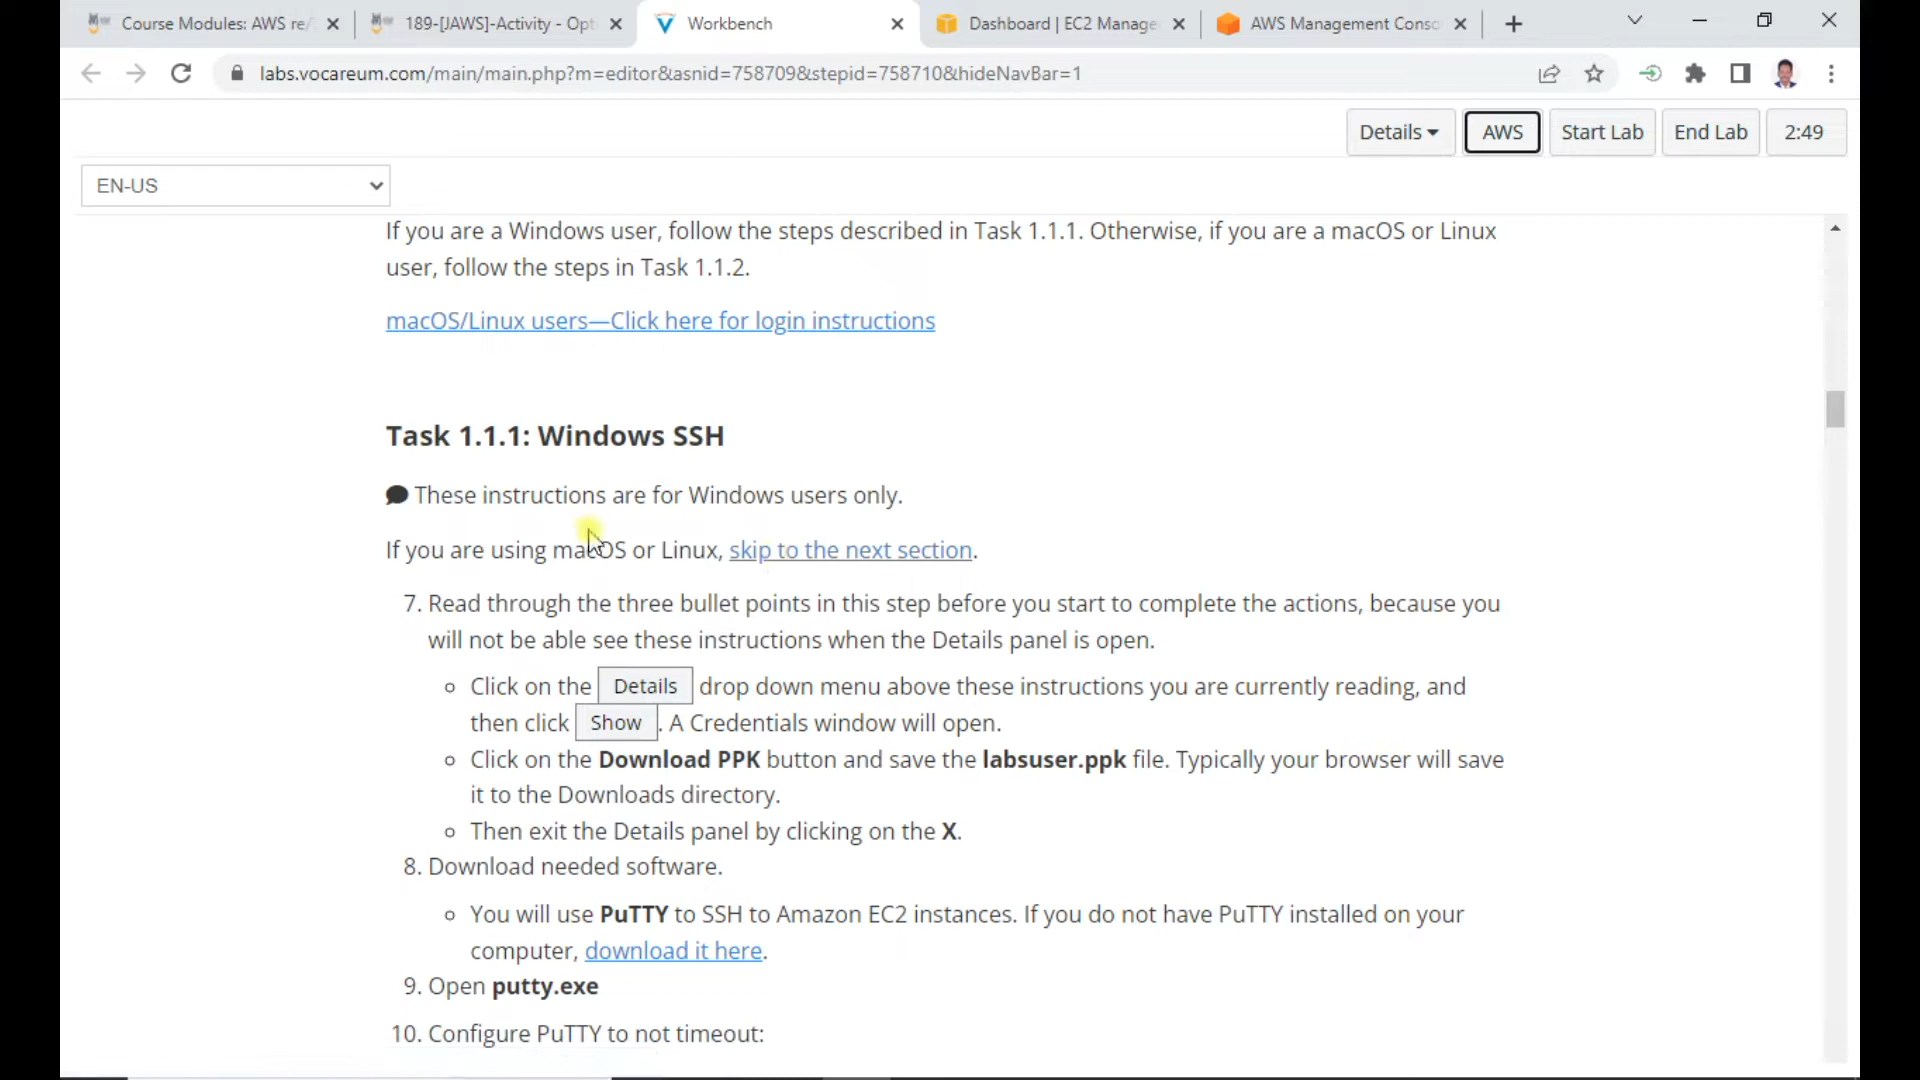 Course Modules: AWS re/
189-[JAWS]-Activity - Opt
Workbench
Dashboard | EC2 Manage
AWS Management Conso
labs.vocareum.com/main/main.php?m=editor&asnid=758709&stepid=758710&hideNavBar=1
Details
AWS
Start Lab
End Lab
2:49
EN-US
If you are a Windows user, follow the steps described in Task 1.1.1. Otherwise, if you are a macOS or Linux
user, follow the steps in Task 1.1.2.
macOS/Linux users—Click here for login instructions
Task 1.1.1: Windows SSH
These instructions are for Windows users only.
If you are using macOS or Linux, skip to the next section.
7. Read through the three bullet points in this step before you start to complete the actions, because you
will not be able see these instructions when the Details panel is open.
Click on the Details drop down menu above these instructions you are currently reading, and
then click Show . A Credentials window will open.
Click on the Download PPK button and save the labsuser.ppk file. Typically your browser will save
it to the Downloads directory.
Then exit the Details panel by clicking on the X.
8. Download needed software.
You will use PuTTY to SSH to Amazon EC2 instances. If you do not have PuTTY installed on your
computer, download it here.
9. Open putty.exe
10. Configure PuTTY to not timeout: